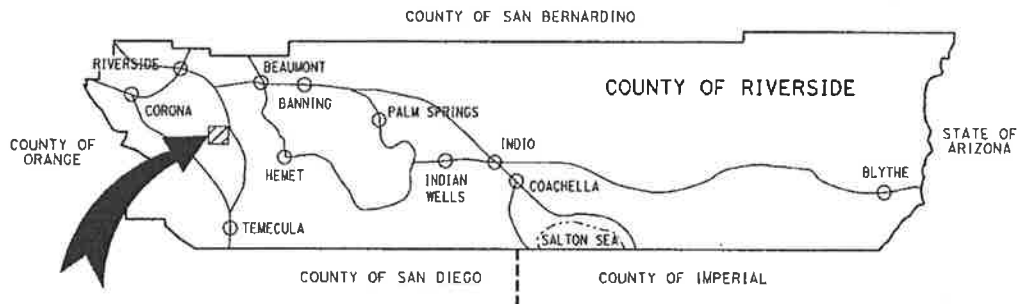 COUNTY OF SAN BERNARDINO
RIVERSIDE
BEAUMONT
COUNTY OF RIVERSIDE
CORONA
BANNING
PALM SPRINGS
STATE OF
ARIZONA
COUNTY OF
ORANGE
INDIO
HEMET
INDIAN
WELLS
COACHELLA
BLYTHE
TEMECULA
SALTON SEA
COUNTY OF SAN DIEGO
COUNTY OF IMPERIAL